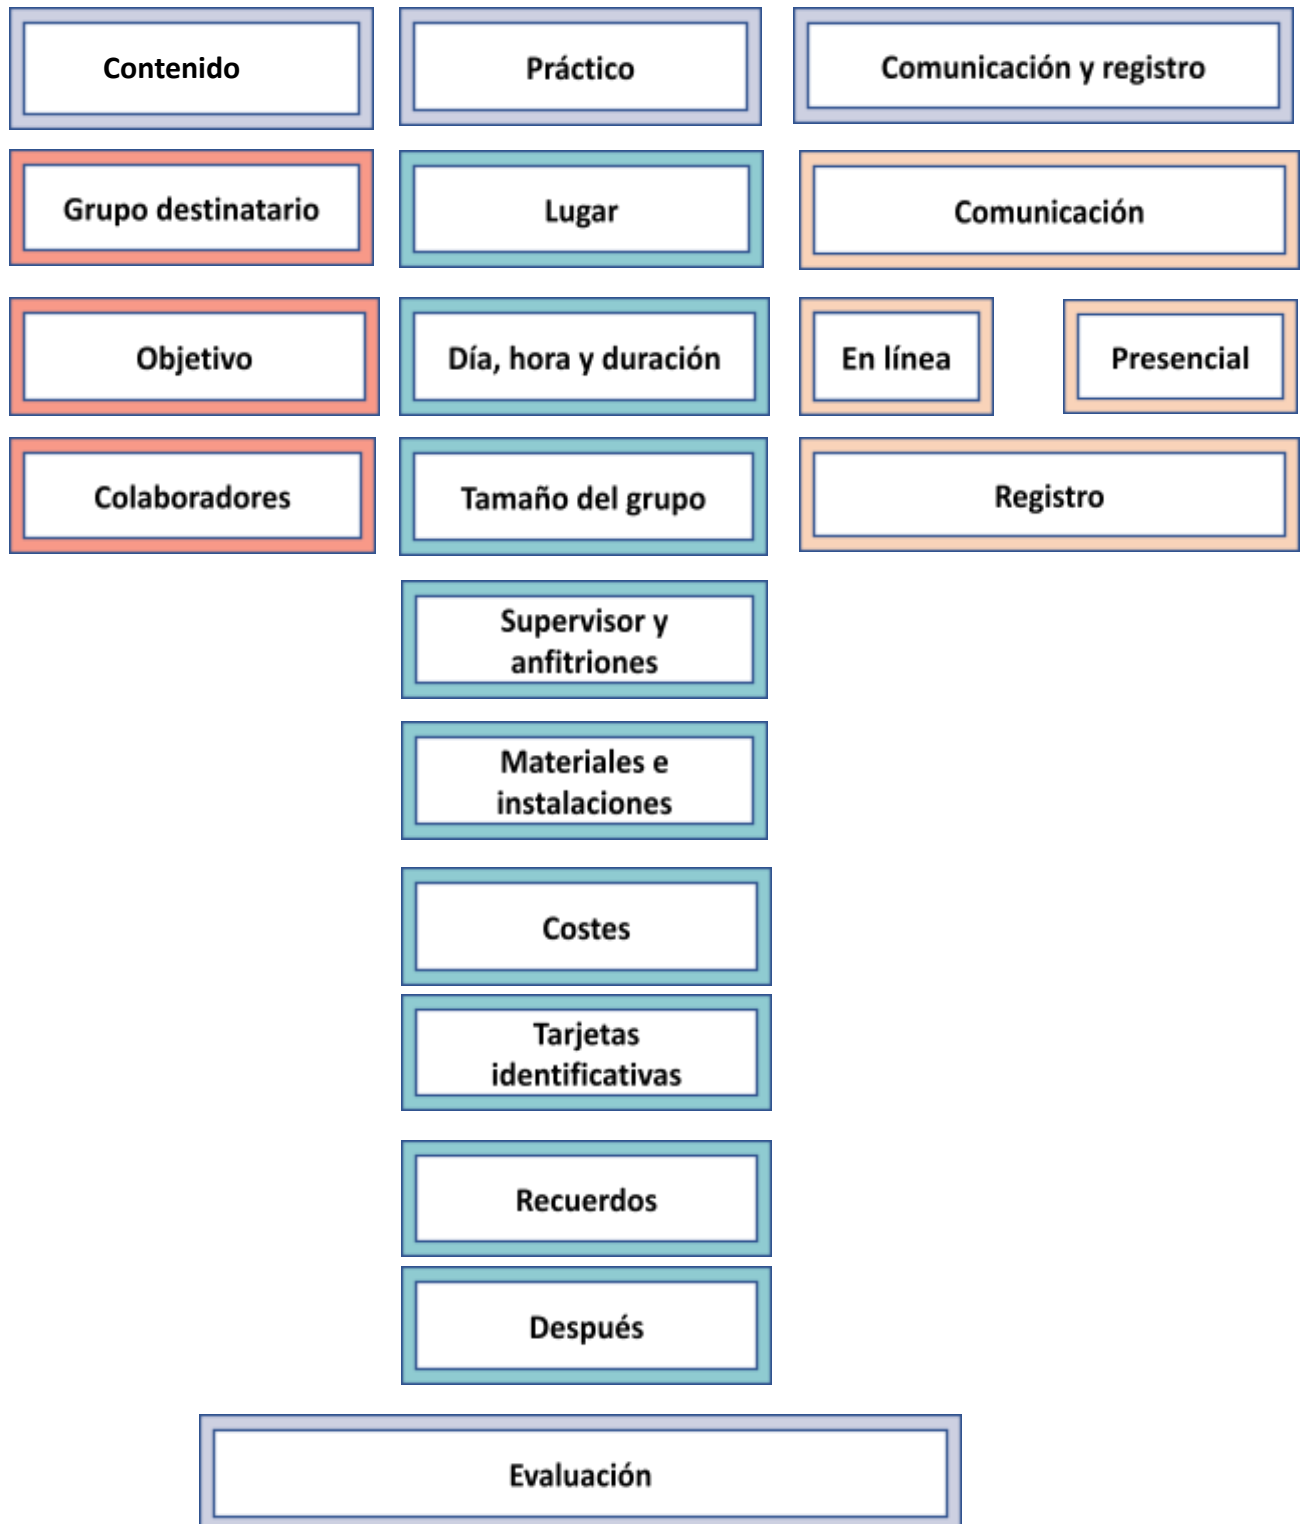 Contenido
Práctico
Comunicación y registro
Grupo destinatario
Lugar
Comunicación
Objetivo
Día, hora y duración
En línea
Presencial
Colaboradores
Tamaño del grupo
Registro
Supervisor y
anfitriones
Materiales e
instalaciones
Costes
Tarjetas
identificativas
Recuerdos
Después
Evaluación